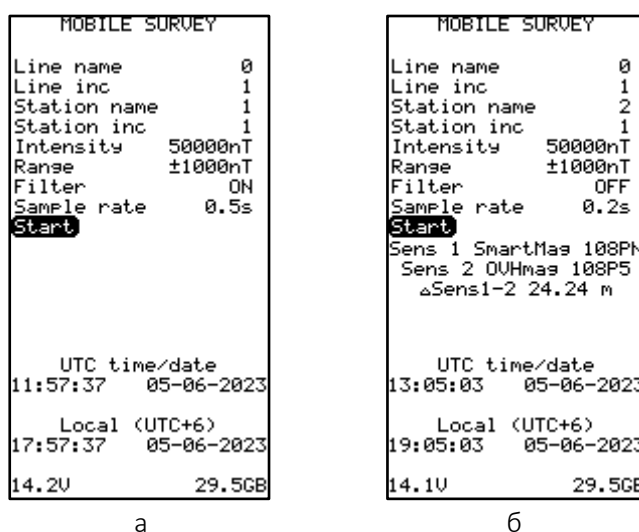 MOBILE SURVEY
Line name 0
Line inc 1
Station name 1
Station inc 1
Intensity 50000nT
Range ±1000nT
Filter ON
Sample rate 0.5s
Start
UTC time/date
11:57:37 05-06-2023
Local (UTC+6)
17:57:37 05-06-2023
14.2V 29.5GB
а
MOBILE SURVEY
Line name 0
Line inc 1
Station name 2
Station inc 1
Intensity 50000nT
Range ±1000nT
Filter OFF
Sample rate 0.2s
Start
Sens 1 SmartMag 108PN
Sens 2 OVHmag 108P5
△Sens1-2 24.24 m
UTC time/date
13:05:03 05-06-2023
Local (UTC+6)
19:05:03 05-06-2023
14.1V 29.5GB
б